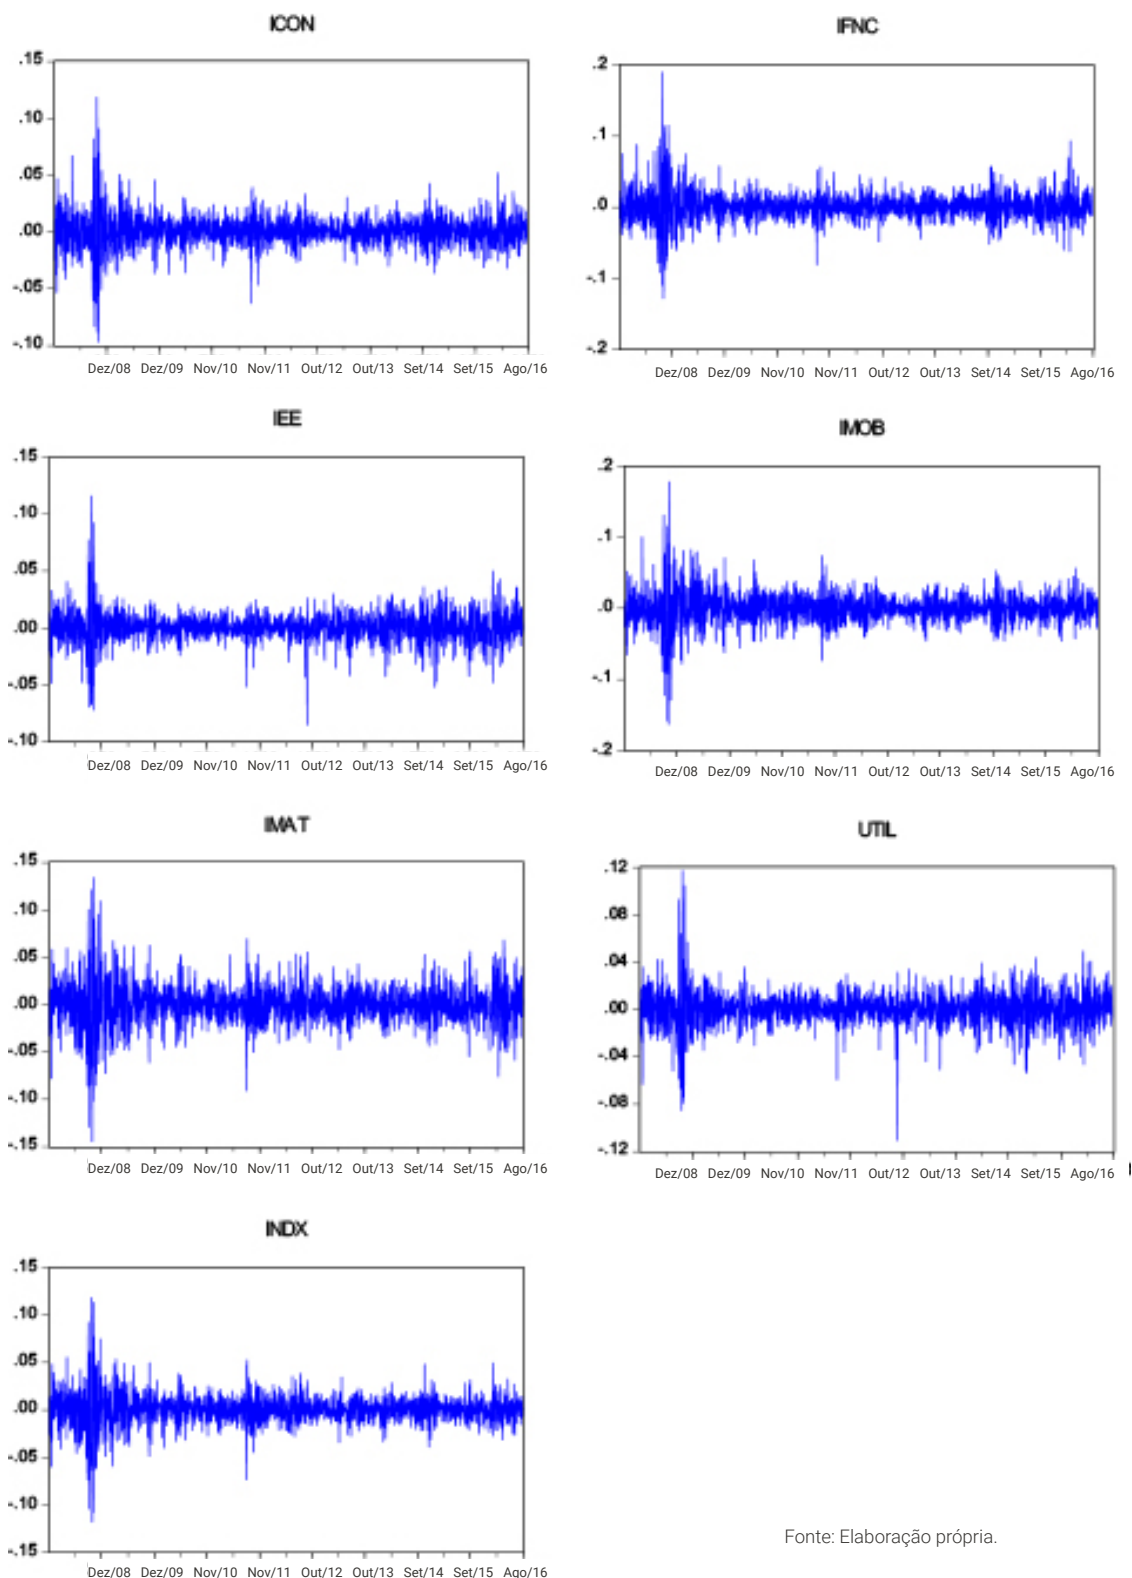 ICON
.15
.10
.05
.00
-.05
-.10
Dez/08 Dez/09 Nov/10 Nov/11 Out/12 Out/13 Set/14 Set/15 Ago/16
IFNC
.2
.1
.0
-.1
-.2
Dez/08 Dez/09 Nov/10 Nov/11 Out/12 Out/13 Set/14 Set/15 Ago/16
IEE
.15
.10
.05
.00
-.05
-.10
Dez/08 Dez/09 Nov/10 Nov/11 Out/12 Out/13 Set/14 Set/15 Ago/16
IMOB
.2
.1
.0
-.1
-.2
Dez/08 Dez/09 Nov/10 Nov/11 Out/12 Out/13 Set/14 Set/15 Ago/16
IMAT
.15
.10
.05
.00
-.05
-.10
-.15
Dez/08 Dez/09 Nov/10 Nov/11 Out/12 Out/13 Set/14 Set/15 Ago/16
UTIL
.12
.08
.04
.00
-.04
-.08
-.12
Dez/08 Dez/09 Nov/10 Nov/11 Out/12 Out/13 Set/14 Set/15 Ago/16
INDX
.15
.10
.05
.00
-.05
-.10
-.15
Dez/08 Dez/09 Nov/10 Nov/11 Out/12 Out/13 Set/14 Set/15 Ago/16
Fonte: Elaboração própria.